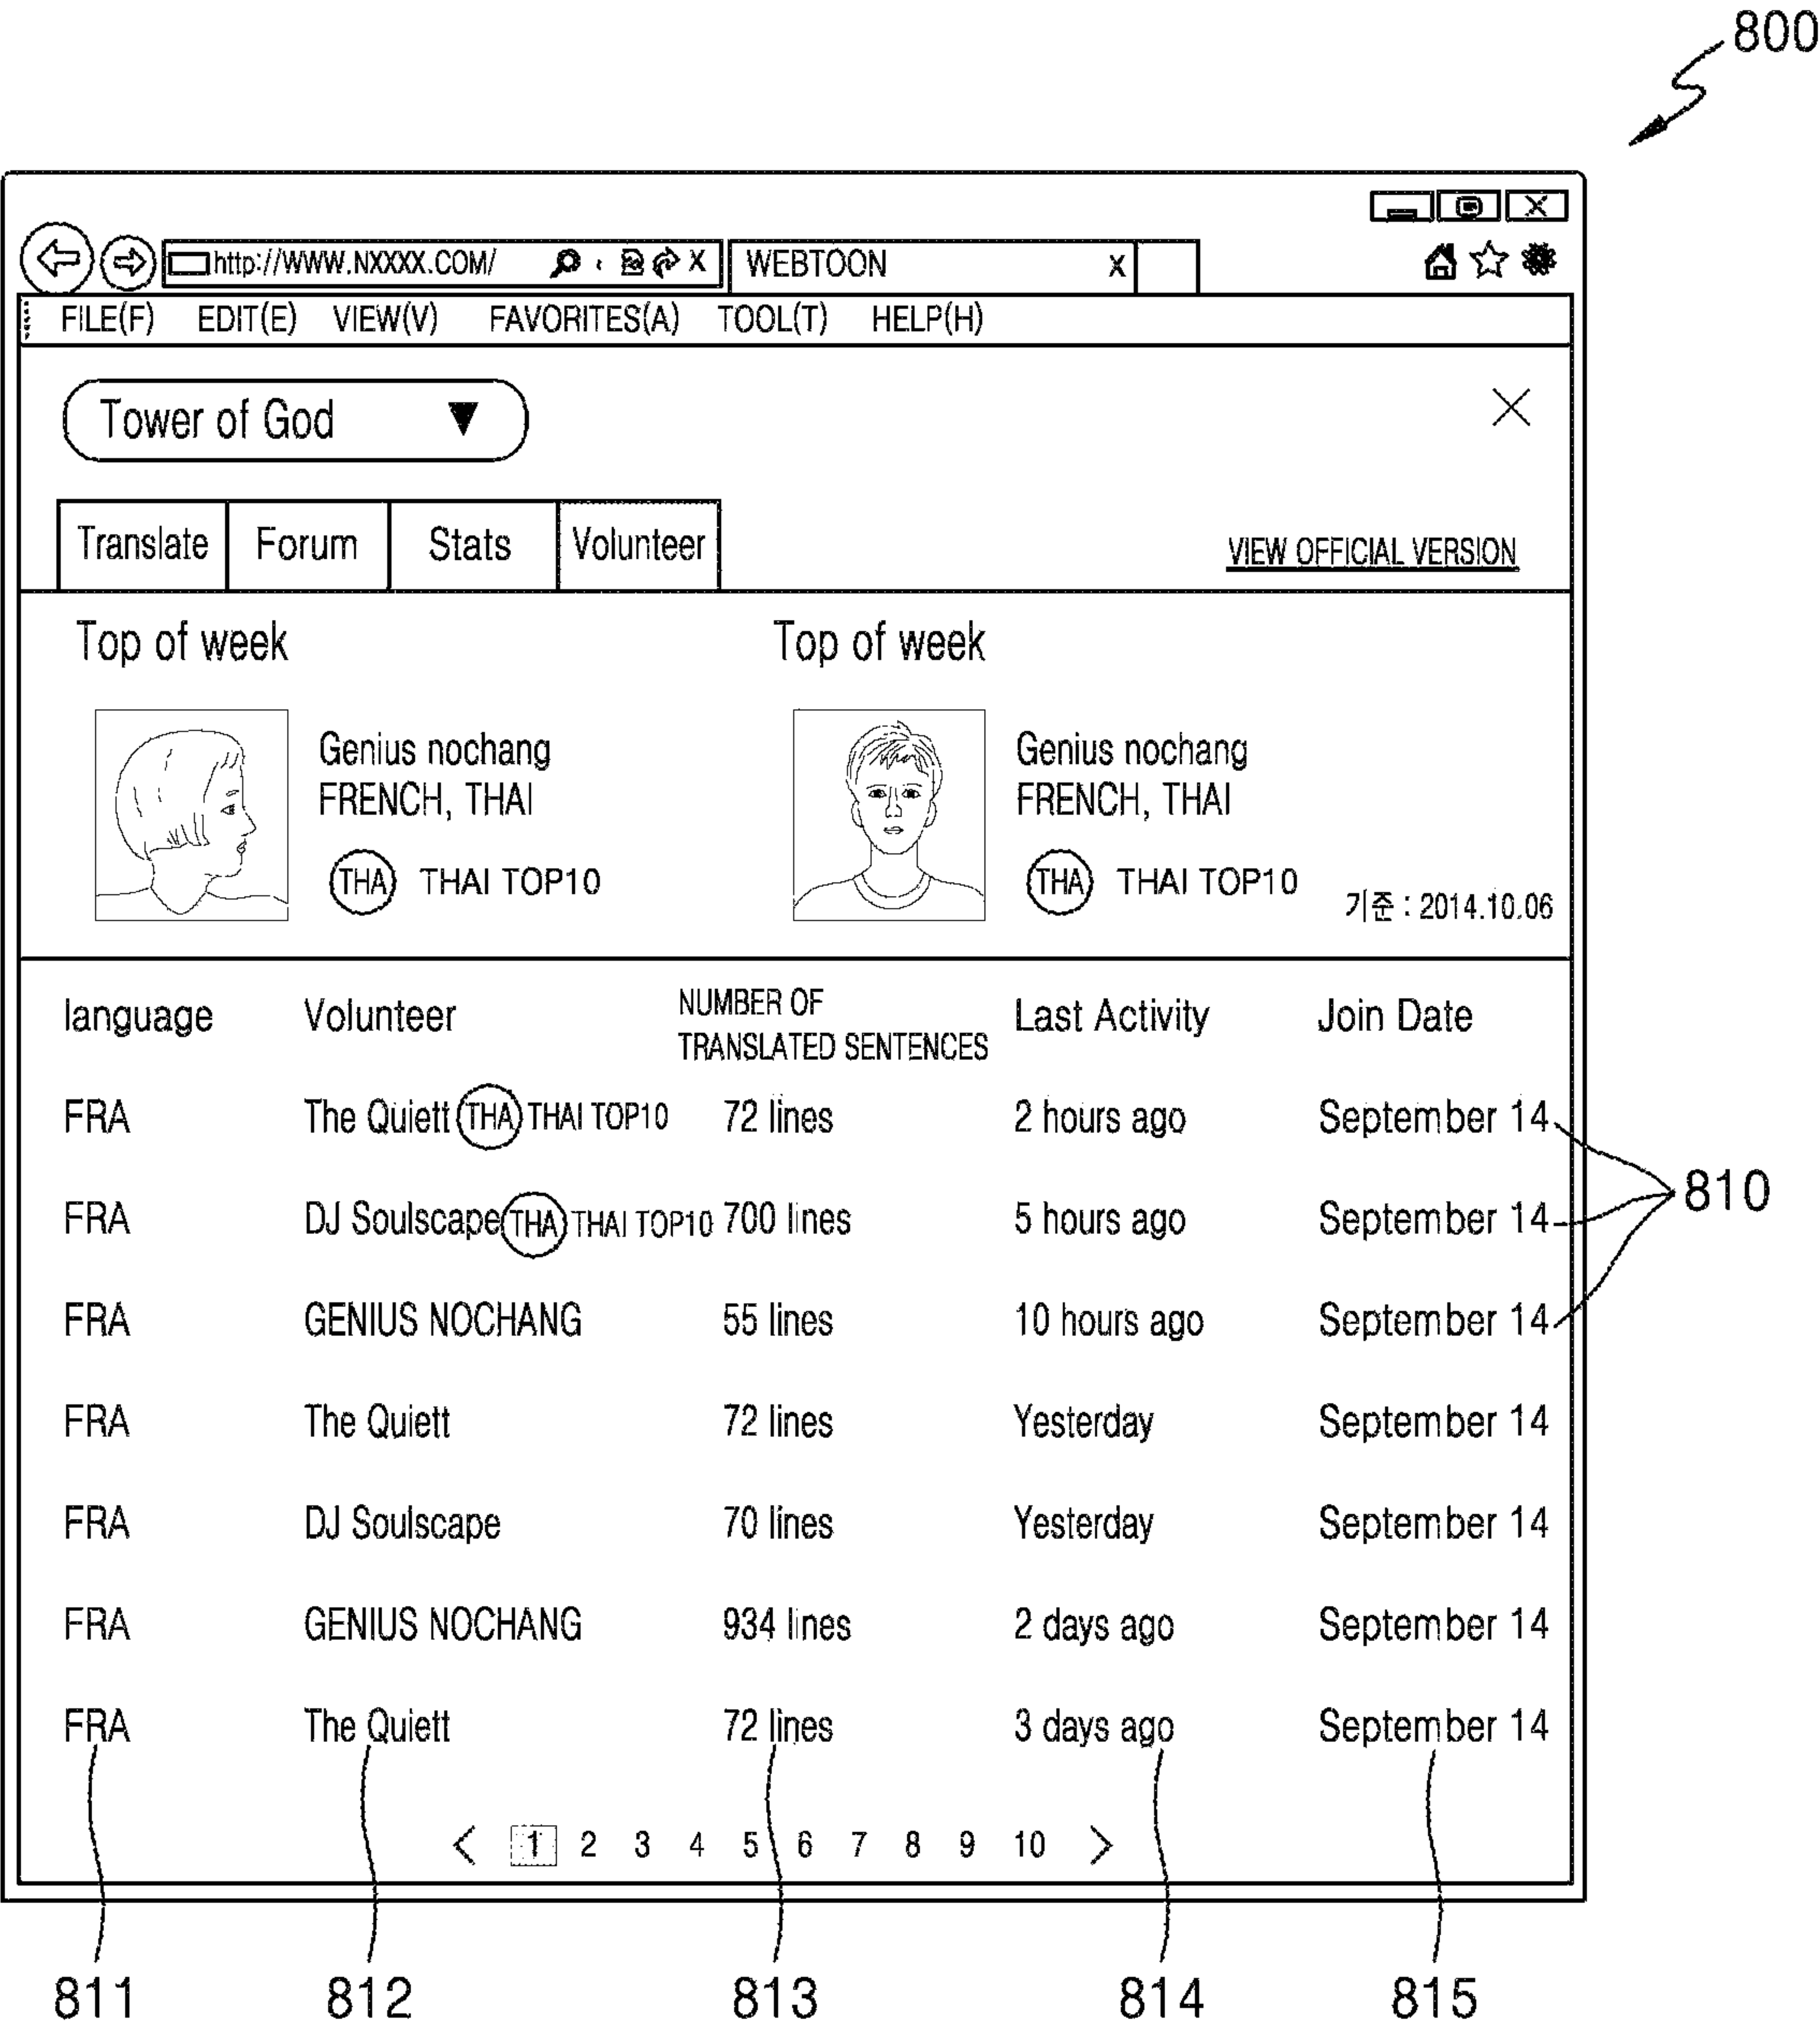 800
http://WWW.NXXXX.COM/ X WEBTOON X
FILE(F) EDIT(E) VIEW(V) FAVORITES(A) TOOL(T) HELP(H)
Tower of God ▼
Translate Forum Stats Volunteer VIEW OFFICIAL VERSION
Top of week Top of week
Genius nochang Genius nochang
FRENCH, THAI FRENCH, THAI
THA THAI TOP10 THA THAI TOP10
기준 : 2014.10.06
language Volunteer NUMBER OF TRANSLATED SENTENCES Last Activity Join Date
FRA The Quiett THA THAI TOP10 72 lines 2 hours ago September 14
810
FRA DJ Soulscape THA THAI TOP10 700 lines 5 hours ago September 14
FRA GENIUS NOCHANG 55 lines 10 hours ago September 14
FRA The Quiett 72 lines Yesterday September 14
FRA DJ Soulscape 70 lines Yesterday September 14
FRA GENIUS NOCHANG 934 lines 2 days ago September 14
FRA The Quiett 72 lines 3 days ago September 14
< 1 2 3 4 5 6 7 8 9 10 >
811 812 813 814 815